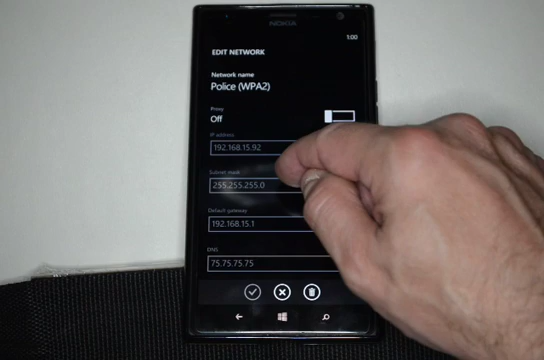 NOKIA
1:00
EDIT NETWORK
Network name
Police (WPA2)
Proxy
Off
IP address
192.168.15.92
Subnet mask
255.255.255.0
Default gateway
192.168.15.1
DNS
75.75.75.75